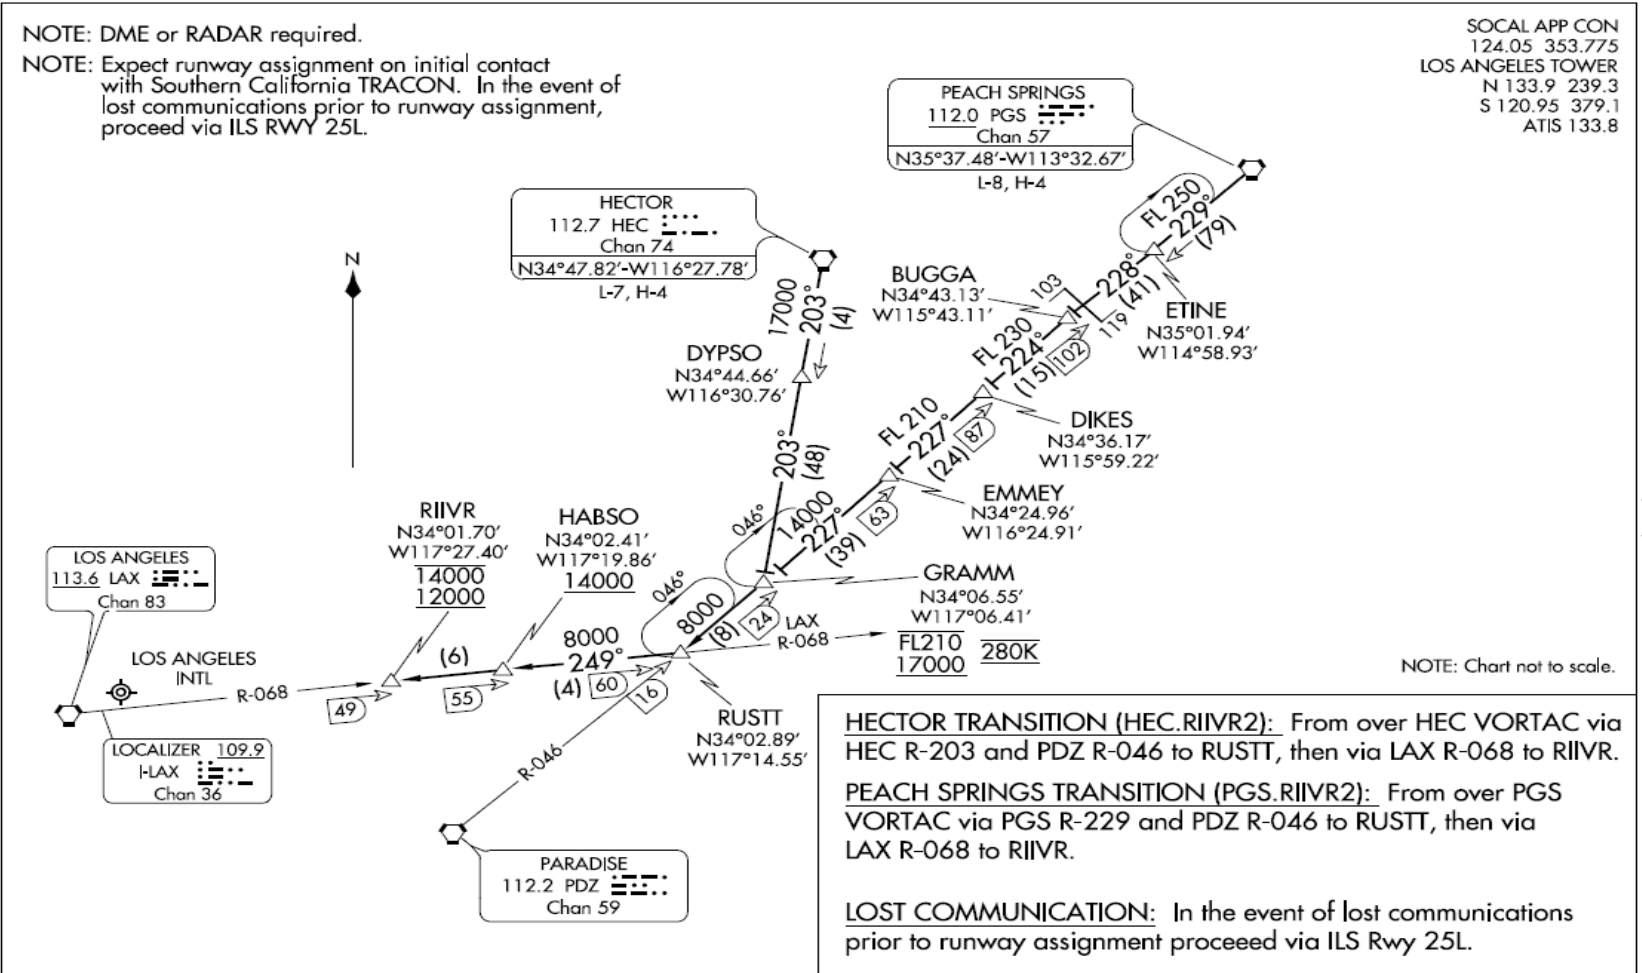 NOTE: DME or RADAR required.
NOTE: Expect runway assignment on initial contact
with Southern California TRACON. In the event of
lost communications prior to runway assignment,
proceed via ILS RWY 25L.
SOCAL APP CON
124.05 353.775
LOS ANGELES TOWER
N 133.9 239.3
S 120.95 379.1
ATIS 133.8
PEACH SPRINGS
112.0 PGS
Chan 57
N35°37.48′-W113°32.67′
L-8, H-4
HECTOR
112.7 HEC
Chan 74
N34°47.82′-W116°27.78′
L-7, H-4
N
FL 250
229°
(79)
ETINE
N35°01.94′
W114°58.93′
228°
(41)
103
119
BUGGA
N34°43.13′
W115°43.11′
FL 230
224°
(15)
102
DIKES
N34°36.17′
W115°59.22′
FL 210
227°
(24)
87
EMMEY
N34°24.96′
W116°24.91′
14000
227°
(39)
63
046°
17000
203°
(4)
DYPSO
N34°44.66′
W116°30.76′
203°
(48)
GRAMM
N34°06.55′
W117°06.41′
FL210
17000
280K
8000
(8)
24
046°
LAX
R-068
RUSTT
N34°02.89′
W117°14.55′
16
R-046
8000
249°
(4)
60
HABSO
N34°02.41′
W117°19.86′
14000
(6)
55
RIIVR
N34°01.70′
W117°27.40′
14000
12000
49
R-068
LOS ANGELES
113.6 LAX
Chan 83
LOS ANGELES
INTL
LOCALIZER 109.9
I-LAX
Chan 36
PARADISE
112.2 PDZ
Chan 59
NOTE: Chart not to scale.
HECTOR TRANSITION (HEC.RIIVR2): From over HEC VORTAC via
HEC R-203 and PDZ R-046 to RUSTT, then via LAX R-068 to RIIVR.
PEACH SPRINGS TRANSITION (PGS.RIIVR2): From over PGS
VORTAC via PGS R-229 and PDZ R-046 to RUSTT, then via
LAX R-068 to RIIVR.
LOST COMMUNICATION: In the event of lost communications
prior to runway assignment proceeed via ILS Rwy 25L.